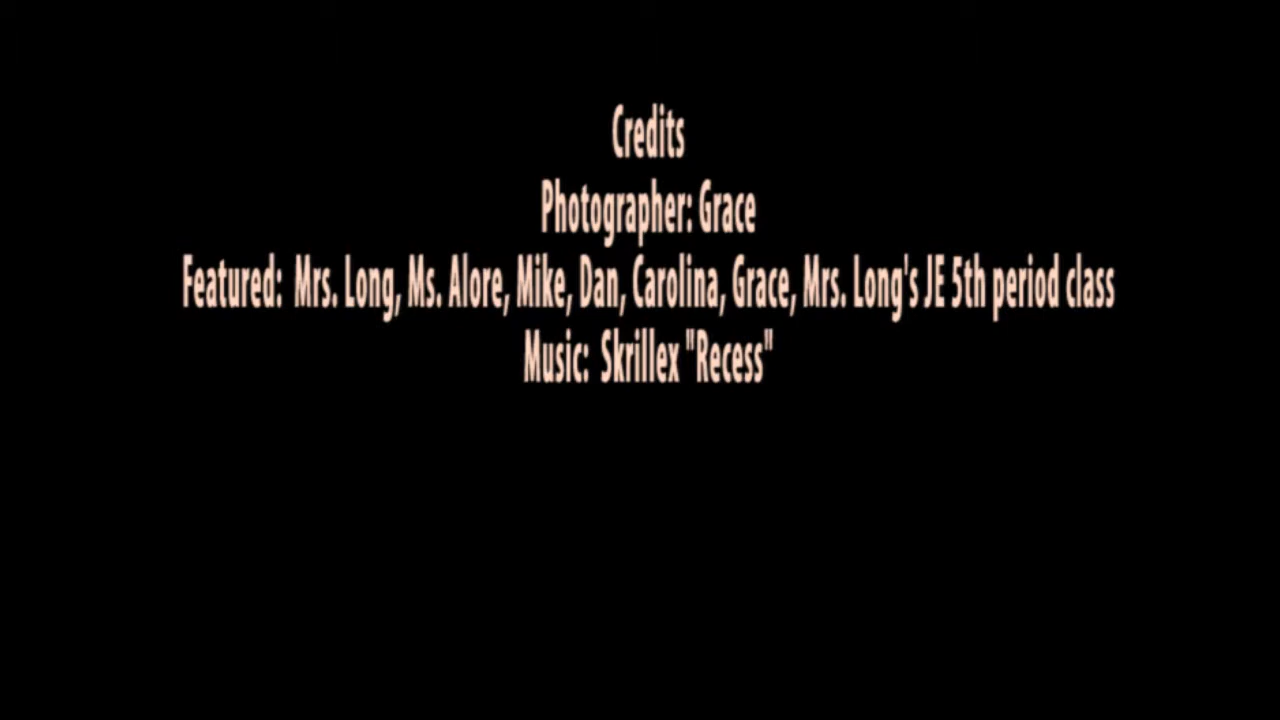 Credits
Photographer: Grace
Featured:  Mrs. Long, Ms. Alore, Mike, Dan, Carolina, Grace, Mrs. Long's JE 5th period class
Music:  Skrillex "Recess"